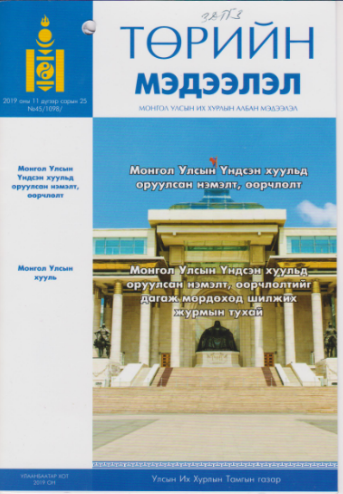 ТӨРИЙН
МЭДЭЭЛЭЛ
МОНГОЛ УЛСЫН ИХ ХУРЛЫН АЛБАН МЭДЭЭЛЭЛ
2019 оны 11 дүгээр сарын 25
№45/1098/
Монгол Улсын
Үндсэн хуульд
оруулсан нэмэлт,
өөрчлөлт
Монгол Улсын
хууль
Монгол Улсын Үндсэн хуульд
оруулсан нэмэлт, өөрчлөлт
Монгол Улсын Үндсэн хуульд
оруулсан нэмэлт, өөрчлөлтийг
дагаж мөрдөхөд шилжих
журмын тухай
УЛААНБААТАР ХОТ
2019 ОН
Улсын Их Хурлын Тамгын газар